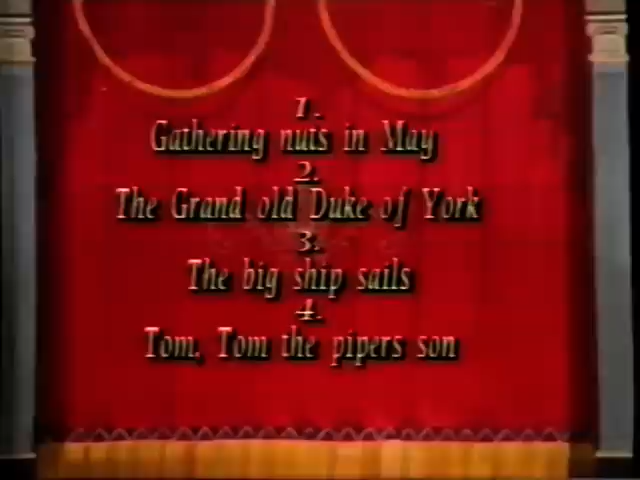 1.
Gathering nuts in May
2.
The Grand old Duke of York
3.
The big ship sails
4.
Tom, Tom the pipers son